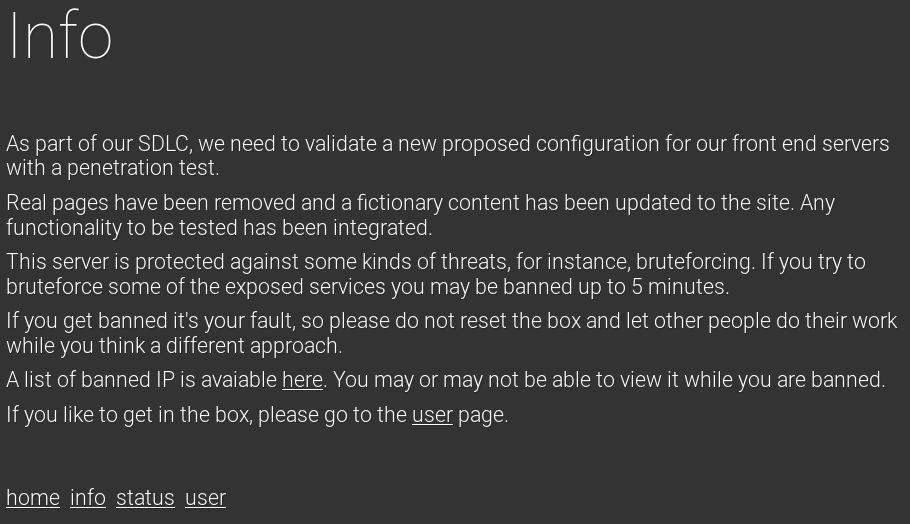 Info
As part of our SDLC, we need to validate a new proposed configuration for our front end servers
with a penetration test.
Real pages have been removed and a fictionary content has been updated to the site. Any
functionality to be tested has been integrated.
This server is protected against some kinds of threats, for instance, bruteforcing. If you try to
bruteforce some of the exposed services you may be banned up to 5 minutes.
If you get banned it's your fault, so please do not reset the box and let other people do their work
while you think a different approach.
A list of banned IP is avaiable here. You may or may not be able to view it while you are banned.
If you like to get in the box, please go to the user page.
home info status user